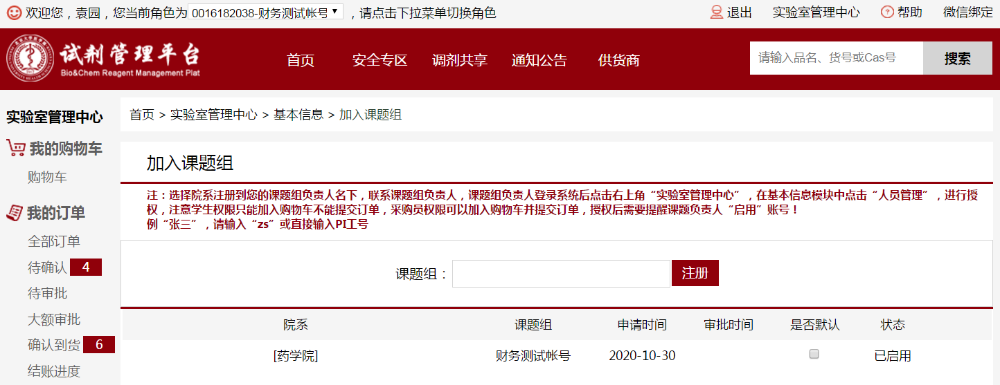 欢迎您，袁园，您当前角色为 0016182038-财务测试帐号 ，请点击下拉菜单切换角色
退出 实验室管理中心 帮助 微信绑定
试剂管理平台
Bio&Chem Reagent Management Plat
首页 安全专区 调剂共享 通知公告 供货商
请输入品名、货号或Cas号 搜索
实验室管理中心
我的购物车
购物车
我的订单
全部订单
待确认 4
待审批
大额审批
确认到货 6
结账进度
首页 > 实验室管理中心 > 基本信息 > 加入课题组
加入课题组
注：选择院系注册到您的课题组负责人名下，联系课题组负责人，课题组负责人登录系统后点击右上角“实验室管理中心”，在基本信息模块中点击“人员管理”，进行授
权，注意学生权限只能加入购物车不能提交订单，采购员权限可以加入购物车并提交订单，授权后需要提醒课题负责人“启用”账号！
例“张三”，请输入“zs”或直接输入PI工号
课题组： 注册
院系 课题组 申请时间 审批时间 是否默认 状态
[药学院] 财务测试帐号 2020-10-30 已启用